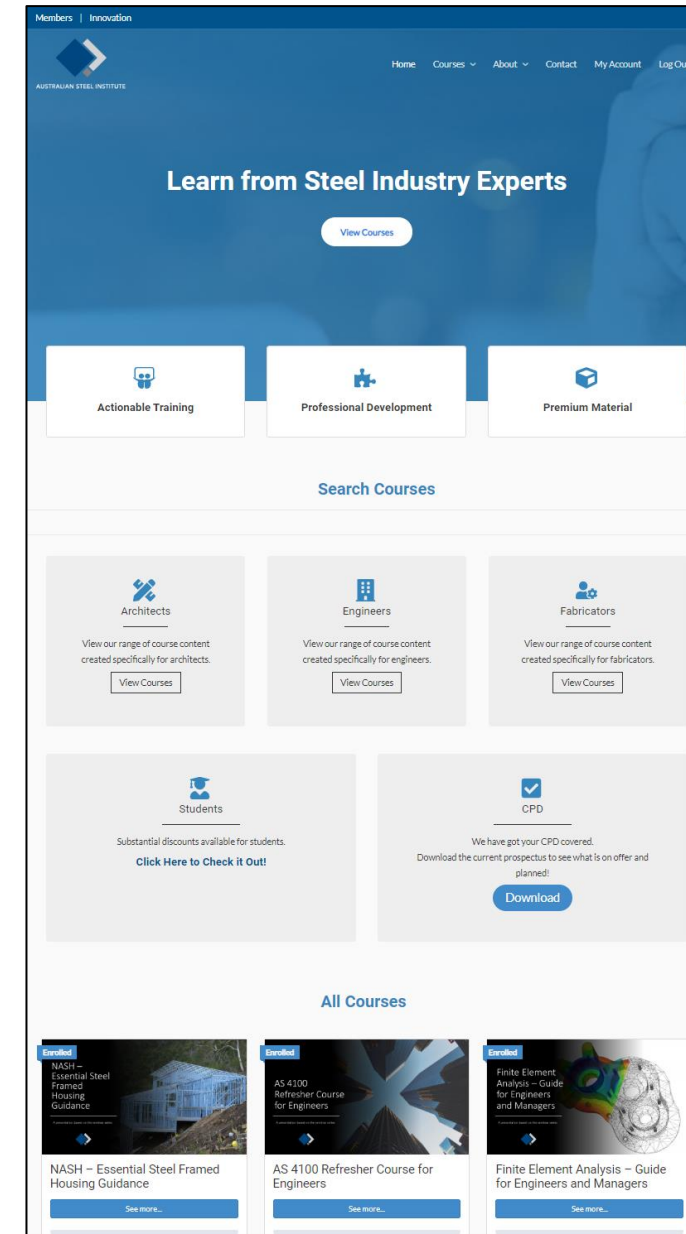 Members | Innovation
AUSTRALIAN STEEL INSTITUTE
Home Courses About Contact My Account Log Ou
Learn from Steel Industry Experts
View Courses
Actionable Training
Professional Development
Premium Material
Search Courses
Architects
View our range of course content
created specifically for architects.
View Courses
Engineers
View our range of course content
created specifically for engineers.
View Courses
Fabricators
View our range of course content
created specifically for fabricators.
View Courses
Students
Substantial discounts available for students.
Click Here to Check it Out!
CPD
We have got your CPD covered.
Download the current prospectus to see what is on offer and
planned!
Download
All Courses
Enrolled
NASH –
Essential Steel
Framed
Housing
Guidance
NASH – Essential Steel Framed
Housing Guidance
See more...
Enrolled
AS 4100
Refresher Course
for Engineers
AS 4100 Refresher Course for
Engineers
See more...
Enrolled
Finite Element
Analysis – Guide
for Engineers
and Managers
Finite Element Analysis – Guide
for Engineers and Managers
See more...